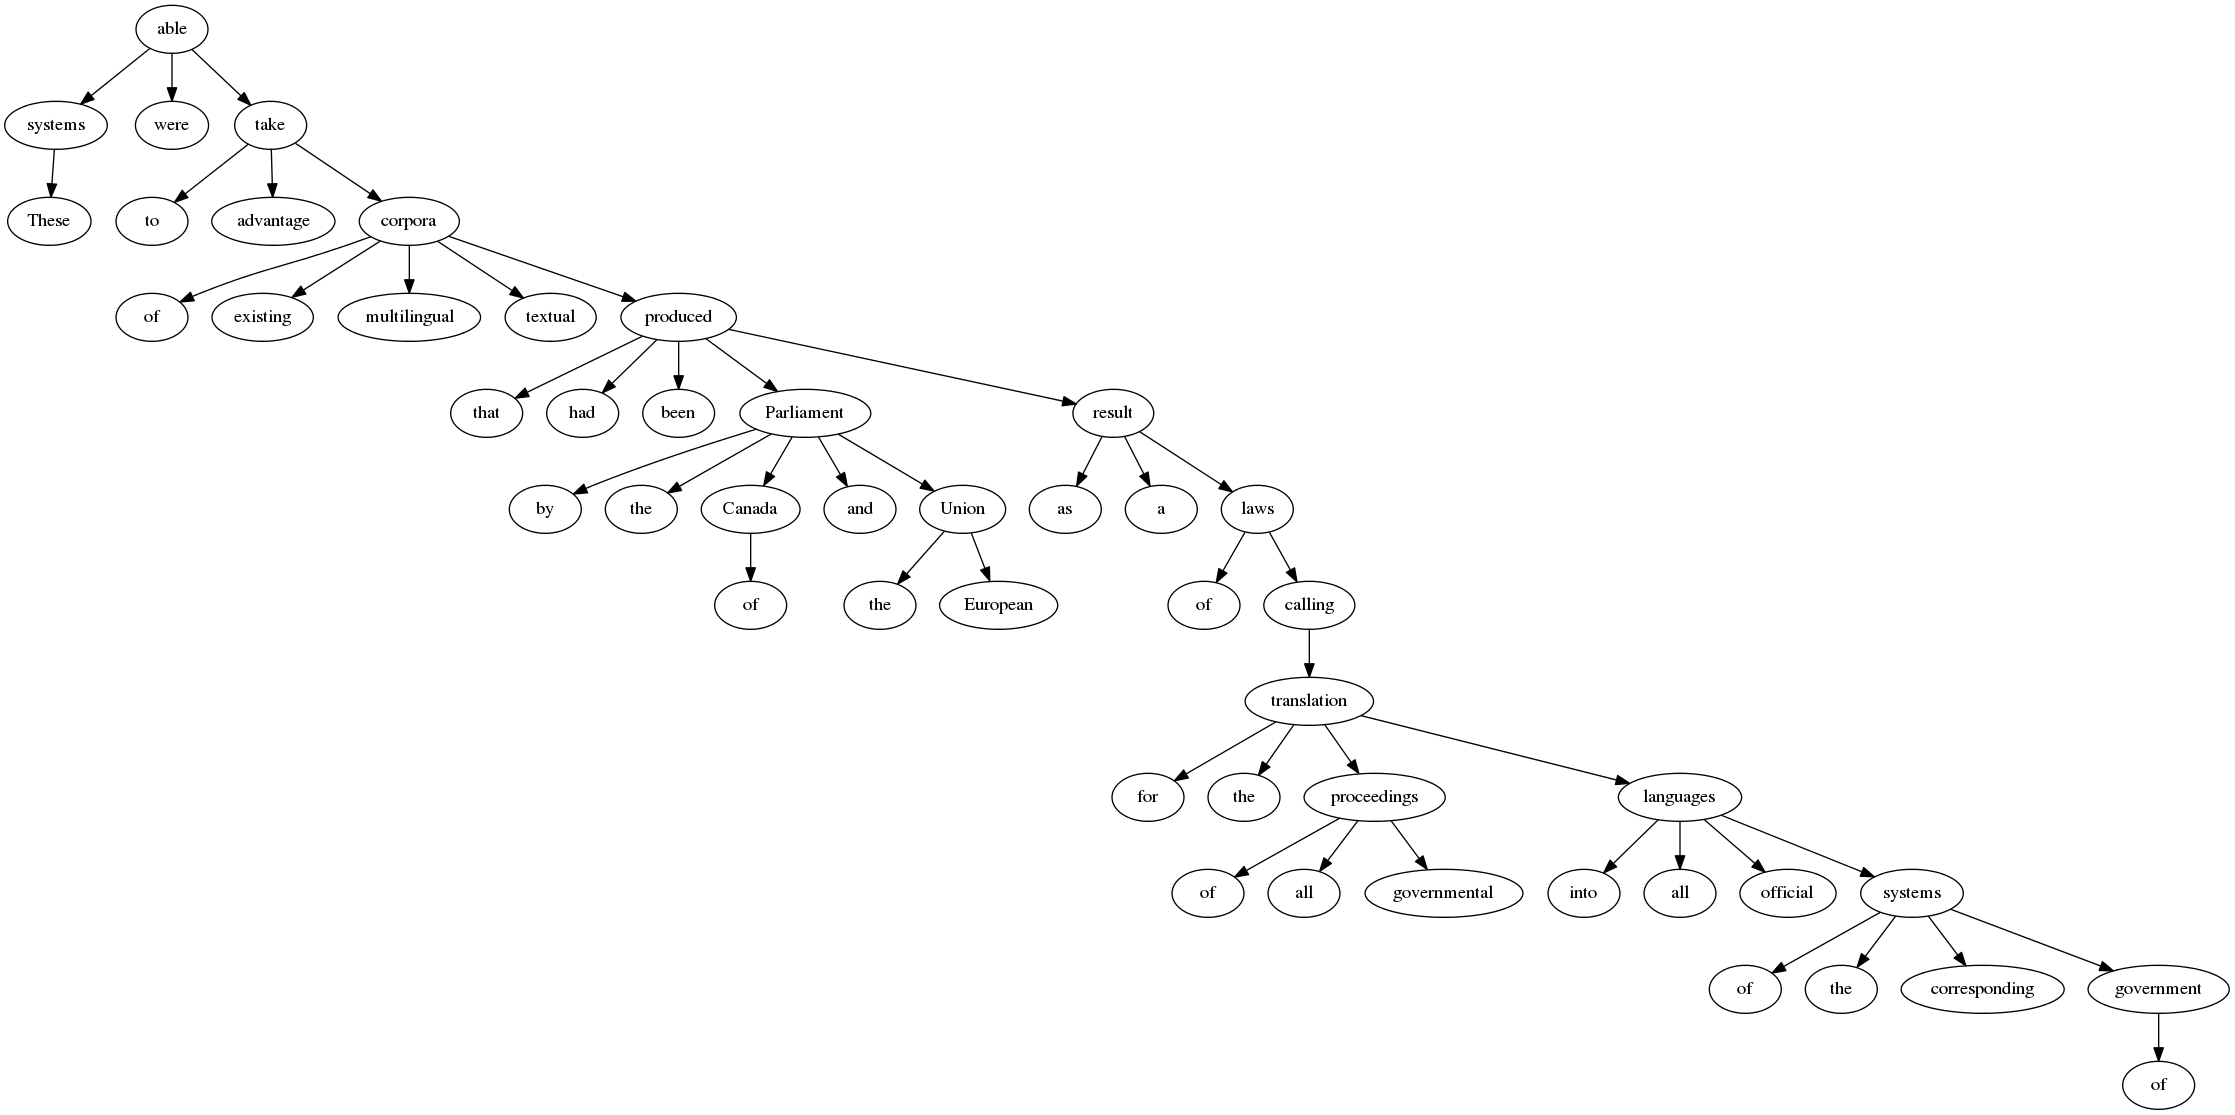 able
systems were take
These to advantage corpora
of existing multilingual textual produced
that had been Parliament result
by the Canada and Union as a laws
of the European of calling
translation
for the proceedings languages
of all governmental into all official systems
of the corresponding government
of